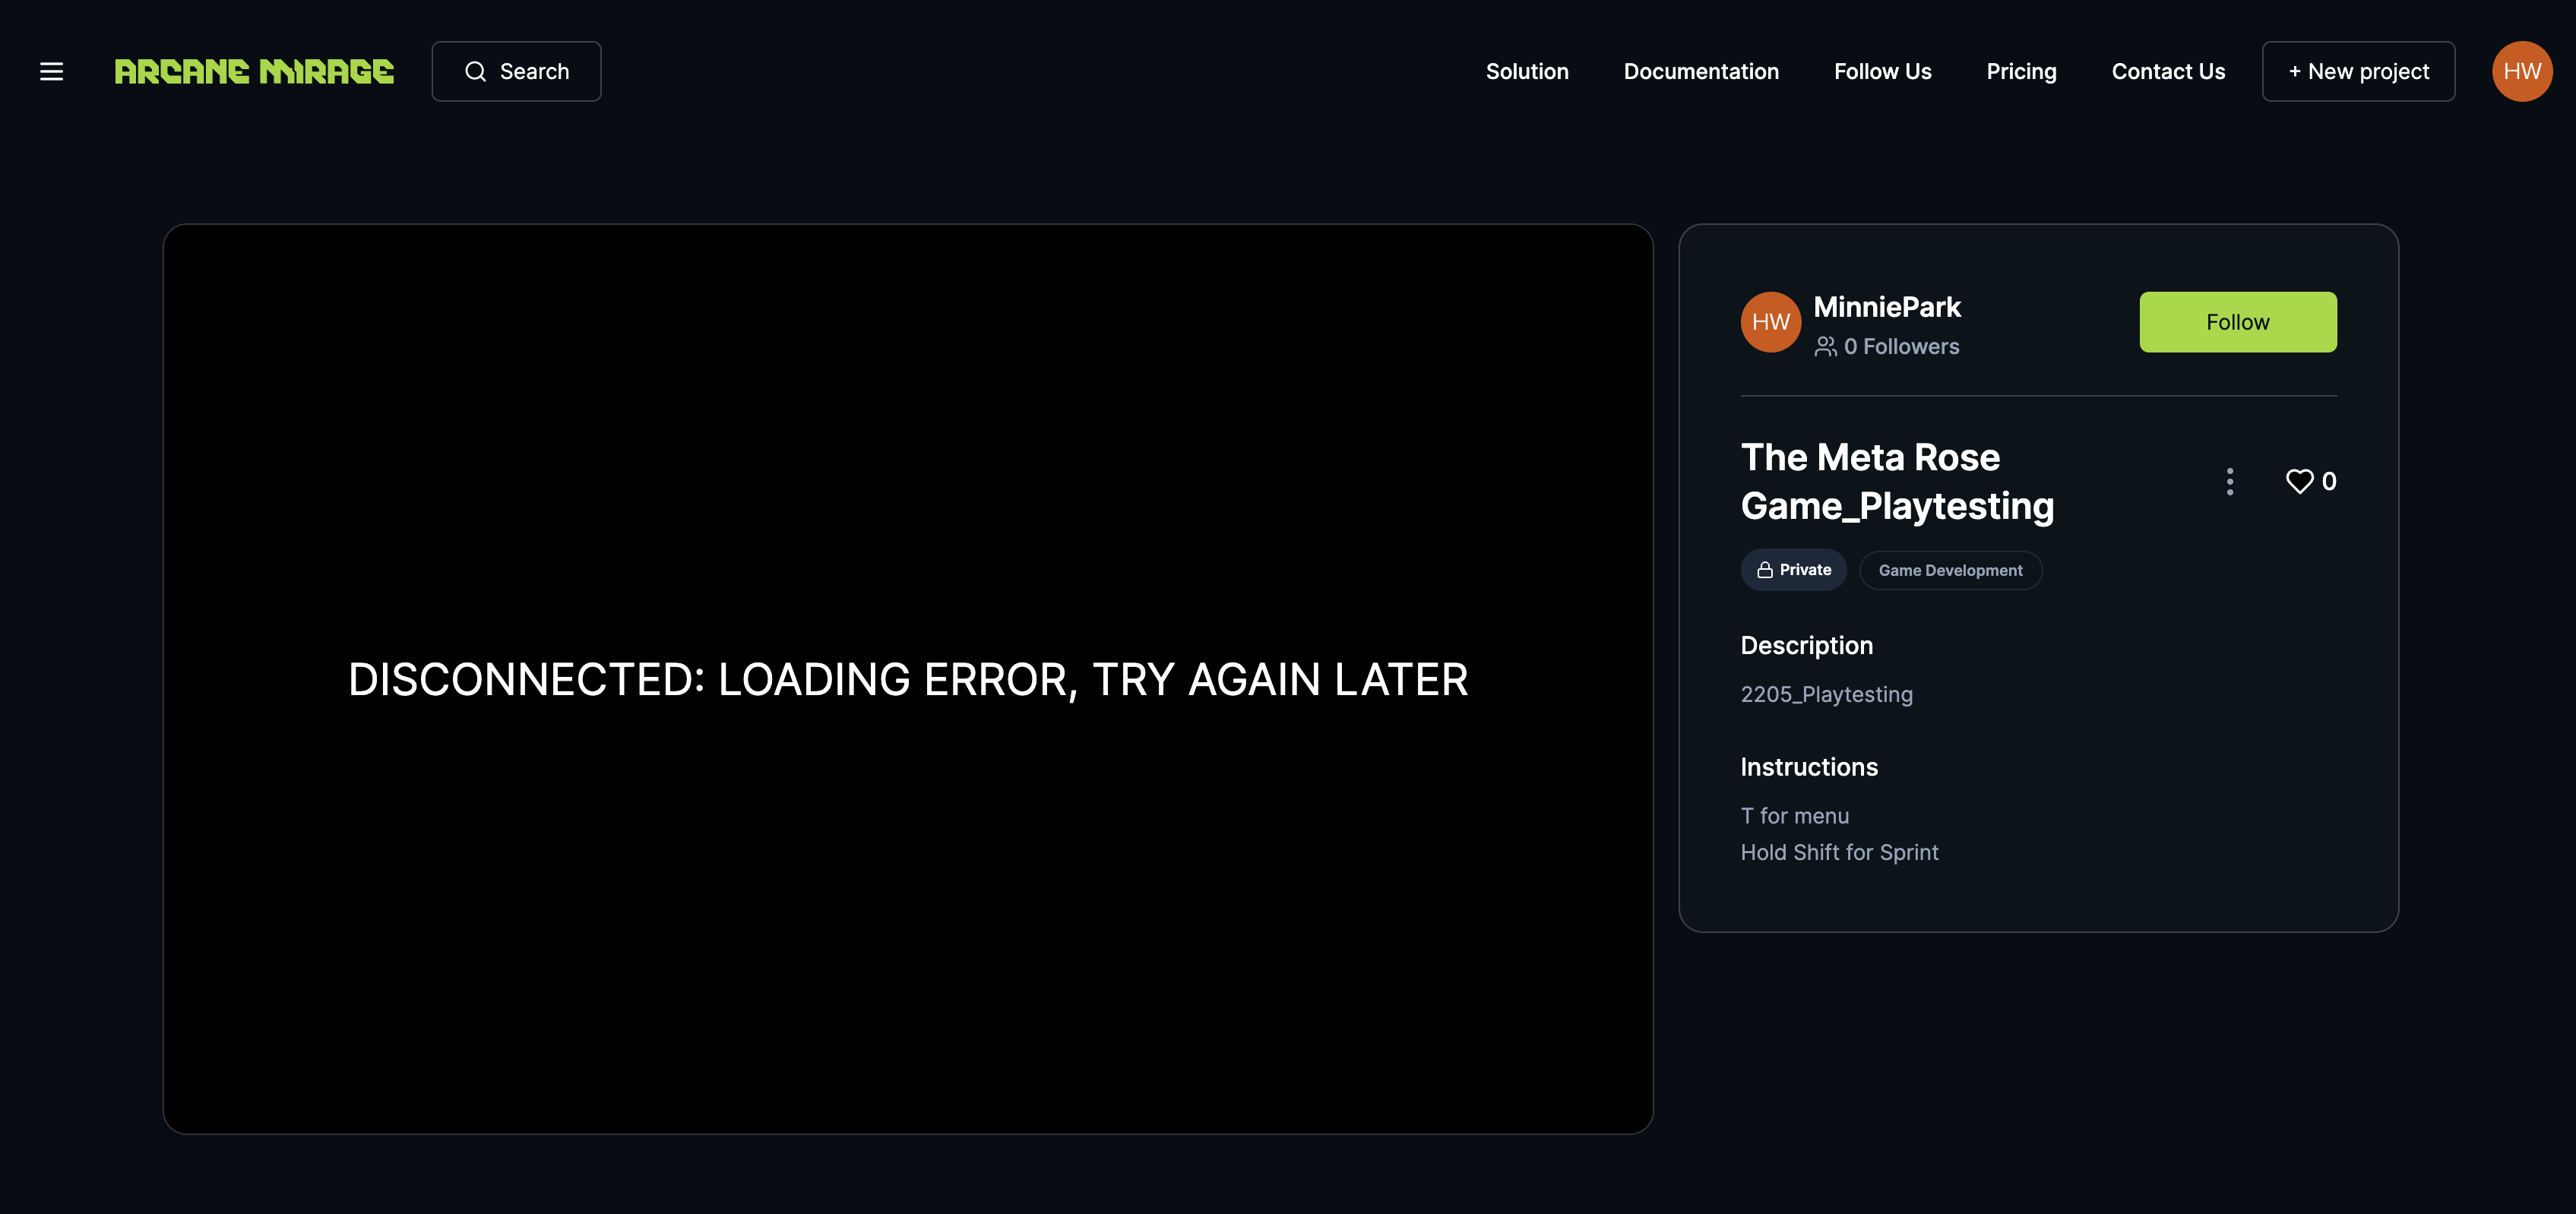 ARCANE MIRAGE
Search
Solution
Documentation
Follow Us
Pricing
Contact Us
+ New project
HW
DISCONNECTED: LOADING ERROR, TRY AGAIN LATER
HW
MinniePark
0 Followers
Follow
The Meta Rose
Game_Playtesting
0
Private
Game Development
Description
2205_Playtesting
Instructions
T for menu
Hold Shift for Sprint